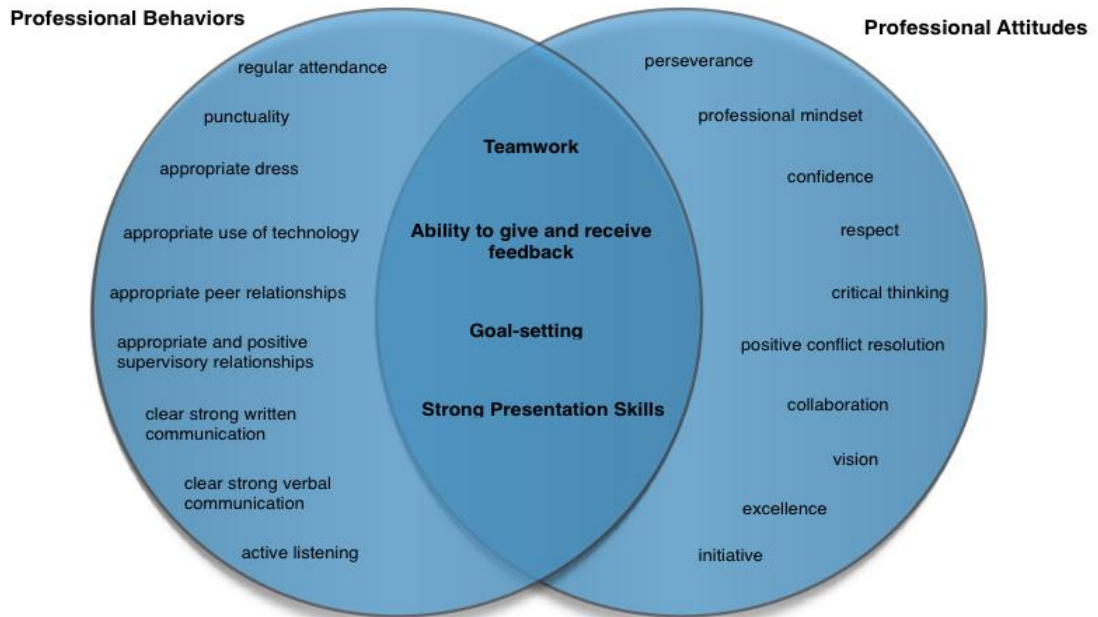 Professional Behaviors
regular attendance
punctuality
appropriate dress
appropriate use of technology
appropriate peer relationships
appropriate and positive
supervisory relationships
clear strong written
communication
clear strong verbal
communication
active listening
Teamwork
Ability to give and receive
feedback
Goal-setting
Strong Presentation Skills
Professional Attitudes
perseverance
professional mindset
confidence
respect
critical thinking
positive conflict resolution
collaboration
vision
excellence
initiative